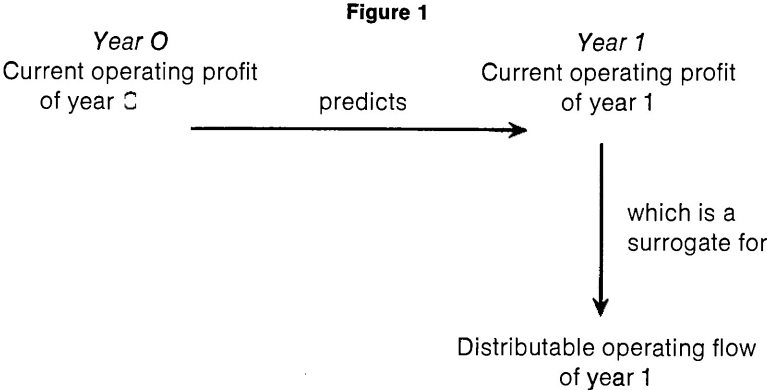 Figure 1
Year O
Current operating profit
of year C
predicts
Year 1
Current operating profit
of year 1
which is a
surrogate for
Distributable operating flow
of year 1